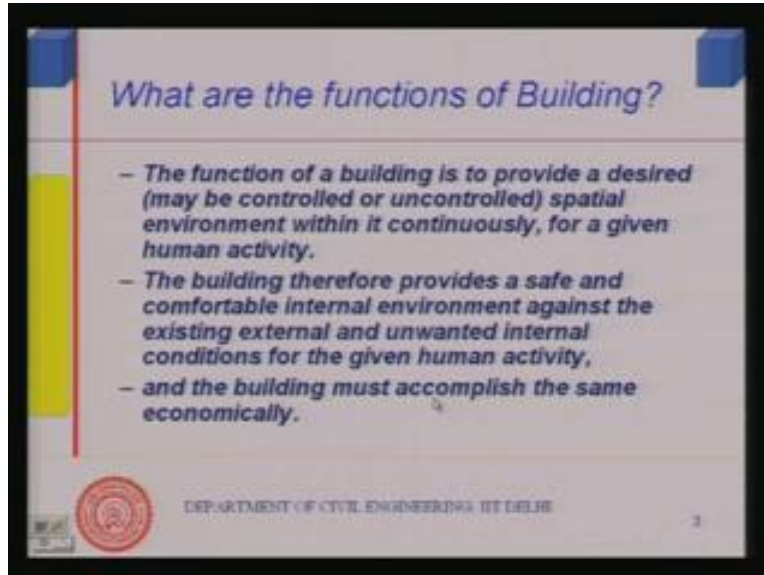 What are the functions of Building?
– The function of a building is to provide a desired
(may be controlled or uncontrolled) spatial
environment within it continuously, for a given
human activity.
– The building therefore provides a safe and
comfortable internal environment against the
existing external and unwanted internal
conditions for the given human activity,
– and the building must accomplish the same
economically.
DEPARTMENT OF CIVIL ENGINEERING, IIT DELHI